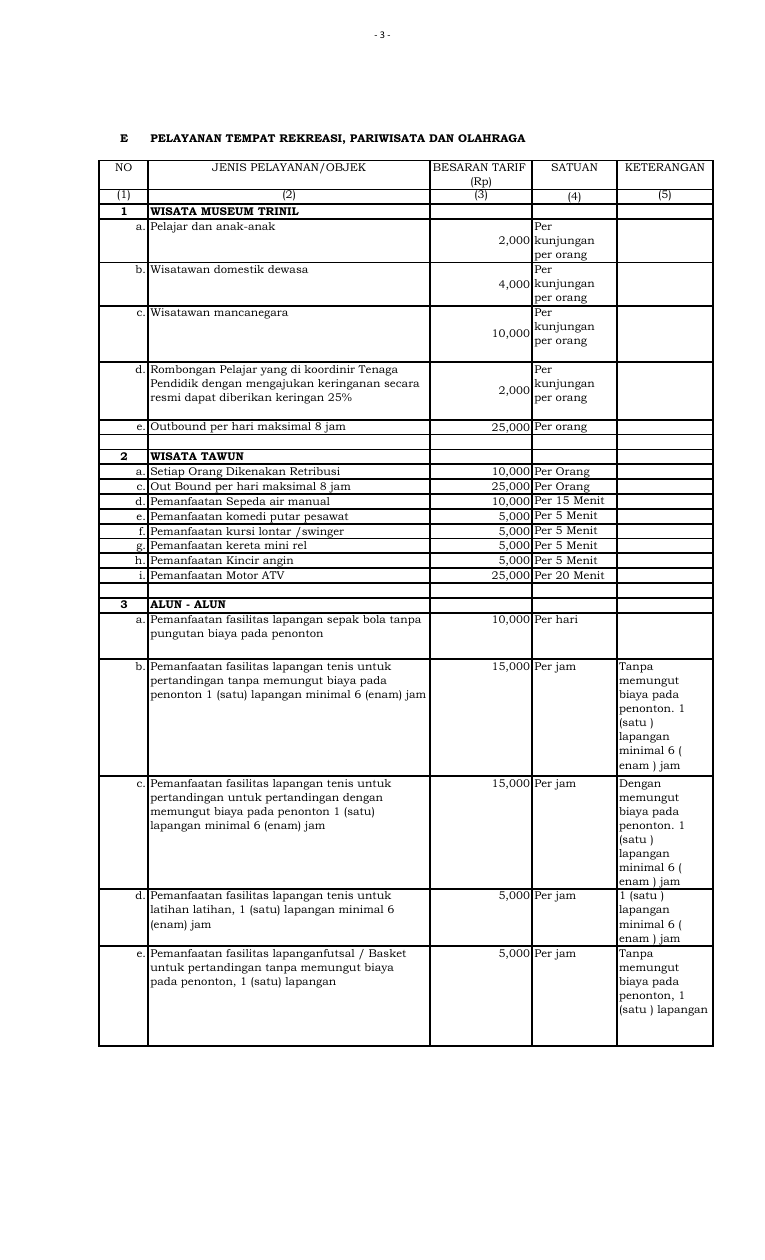 - 3 -
E PELAYANAN TEMPAT REKREASI, PARIWISATA DAN OLAHRAGA
NO JENIS PELAYANAN/OBJEK BESARAN TARIF (Rp) SATUAN KETERANGAN
(1) (2) (3) (4) (5)
1 WISATA MUSEUM TRINIL
a. Pelajar dan anak-anak 2,000 Per kunjungan per orang
b. Wisatawan domestik dewasa 4,000 Per kunjungan per orang
c. Wisatawan mancanegara 10,000 Per kunjungan per orang
d. Rombongan Pelajar yang di koordinir Tenaga
Pendidik dengan mengajukan keringanan secara
resmi dapat diberikan keringan 25% 2,000 Per kunjungan per orang
e. Outbound per hari maksimal 8 jam 25,000 Per orang
2 WISATA TAWUN
a. Setiap Orang Dikenakan Retribusi 10,000 Per Orang
c. Out Bound per hari maksimal 8 jam 25,000 Per Orang
d. Pemanfaatan Sepeda air manual 10,000 Per 15 Menit
e. Pemanfaatan komedi putar pesawat 5,000 Per 5 Menit
f. Pemanfaatan kursi lontar /swinger 5,000 Per 5 Menit
g. Pemanfaatan kereta mini rel 5,000 Per 5 Menit
h. Pemanfaatan Kincir angin 5,000 Per 5 Menit
i. Pemanfaatan Motor ATV 25,000 Per 20 Menit
3 ALUN - ALUN
a. Pemanfaatan fasilitas lapangan sepak bola tanpa 10,000 Per hari
pungutan biaya pada penonton
b. Pemanfaatan fasilitas lapangan tenis untuk 15,000 Per jam Tanpa
pertandingan tanpa memungut biaya pada memungut
penonton 1 (satu) lapangan minimal 6 (enam) jam biaya pada
penonton. 1
(satu )
lapangan
minimal 6 (
enam ) jam
c. Pemanfaatan fasilitas lapangan tenis untuk 15,000 Per jam Dengan
pertandingan untuk pertandingan dengan memungut
memungut biaya pada penonton 1 (satu) biaya pada
lapangan minimal 6 (enam) jam penonton. 1
(satu )
lapangan
minimal 6 (
enam ) jam
d. Pemanfaatan fasilitas lapangan tenis untuk 5,000 Per jam 1 (satu )
latihan latihan, 1 (satu) lapangan minimal 6 lapangan
(enam) jam minimal 6 (
enam ) jam
e. Pemanfaatan fasilitas lapanganfutsal / Basket 5,000 Per jam Tanpa
untuk pertandingan tanpa memungut biaya memungut
pada penonton, 1 (satu) lapangan biaya pada
penonton, 1
(satu ) lapangan